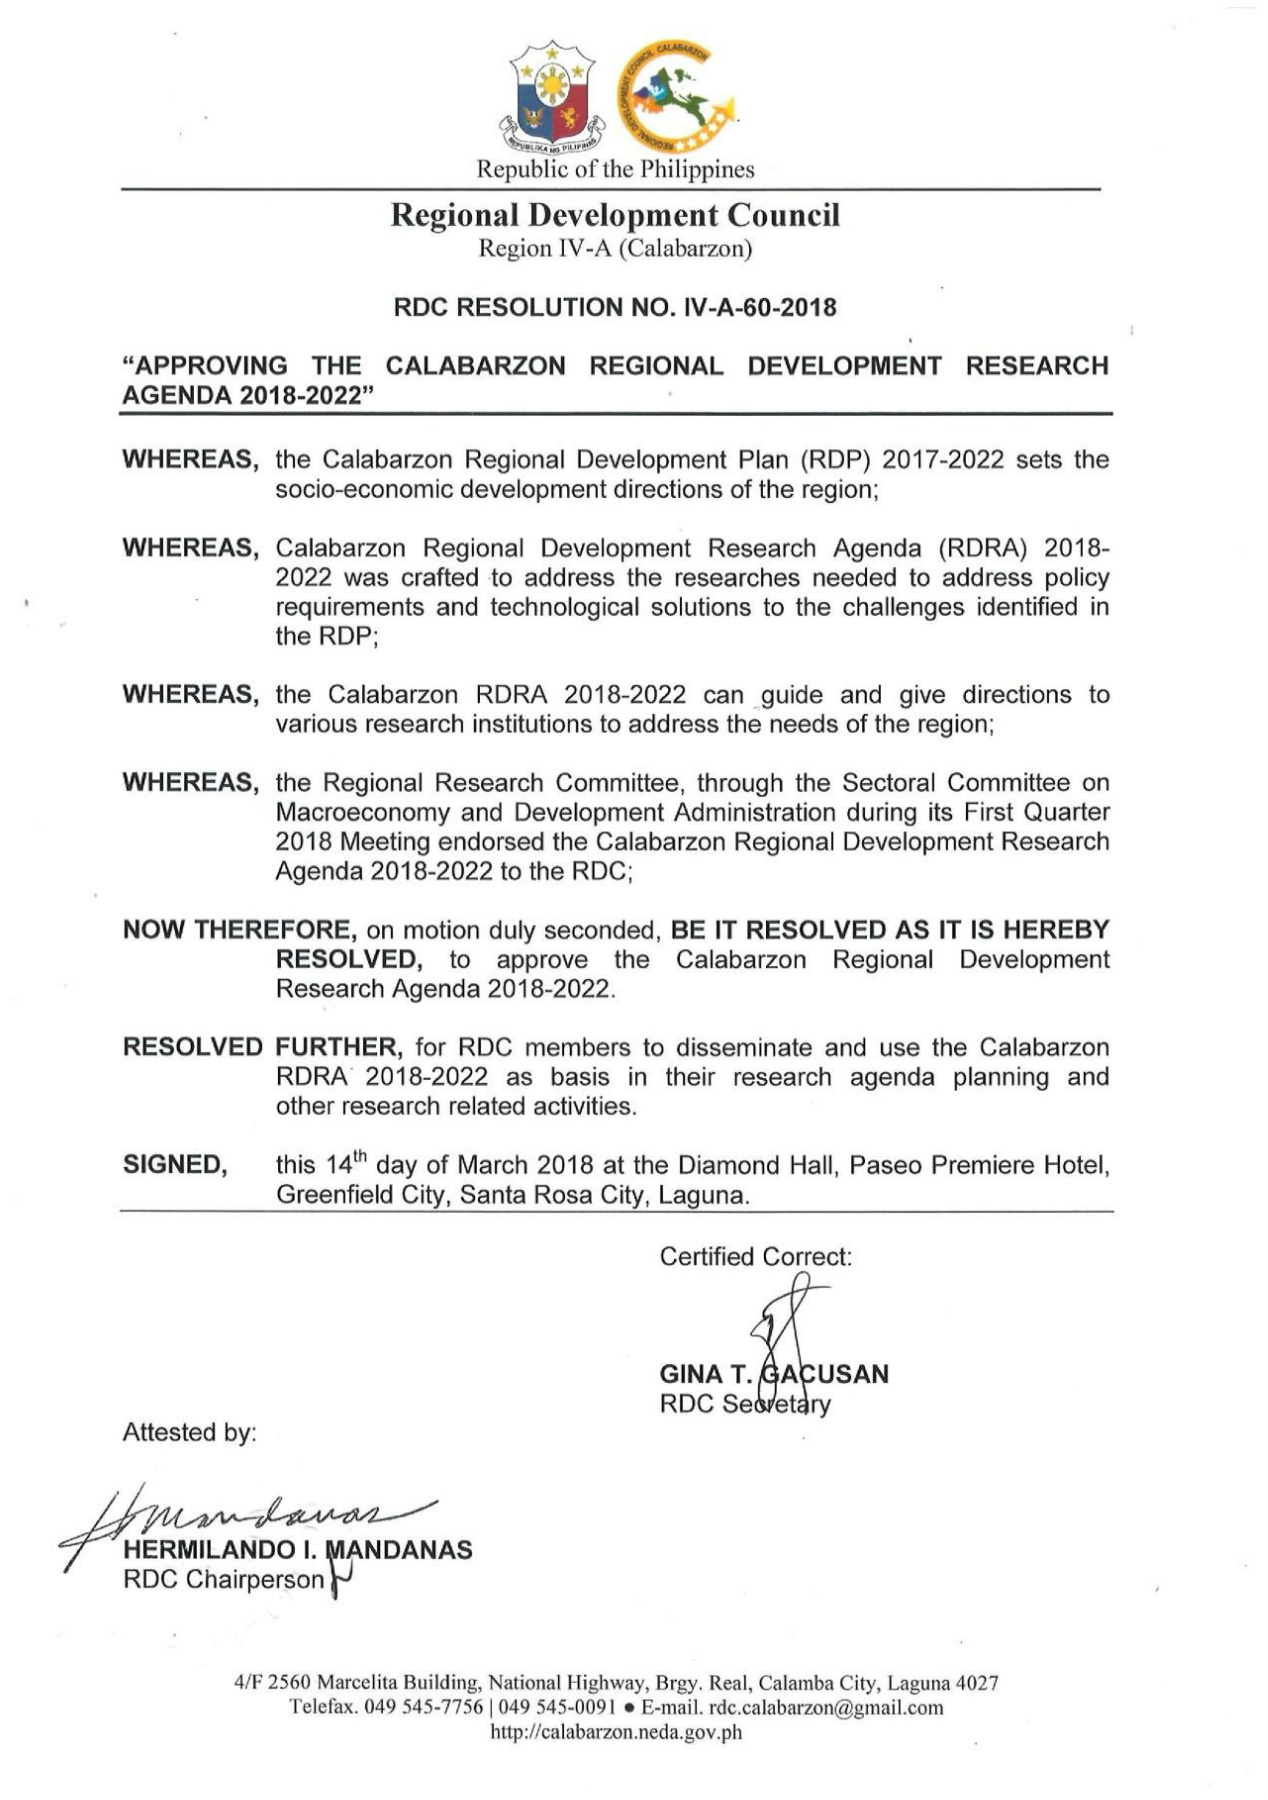 REPUBLIKA NG PILIPINAS
REGIONAL DEVELOPMENT COUNCIL CALABARZON
Republic of the Philippines
Regional Development Council
Region IV-A (Calabarzon)
RDC RESOLUTION NO. IV-A-60-2018
“APPROVING THE CALABARZON REGIONAL DEVELOPMENT RESEARCH
AGENDA 2018-2022”
WHEREAS, the Calabarzon Regional Development Plan (RDP) 2017-2022 sets the
socio-economic development directions of the region;
WHEREAS, Calabarzon Regional Development Research Agenda (RDRA) 2018-
2022 was crafted to address the researches needed to address policy
requirements and technological solutions to the challenges identified in
the RDP;
WHEREAS, the Calabarzon RDRA 2018-2022 can guide and give directions to
various research institutions to address the needs of the region;
WHEREAS, the Regional Research Committee, through the Sectoral Committee on
Macroeconomy and Development Administration during its First Quarter
2018 Meeting endorsed the Calabarzon Regional Development Research
Agenda 2018-2022 to the RDC;
NOW THEREFORE, on motion duly seconded, BE IT RESOLVED AS IT IS HEREBY
RESOLVED, to approve the Calabarzon Regional Development
Research Agenda 2018-2022.
RESOLVED FURTHER, for RDC members to disseminate and use the Calabarzon
RDRA 2018-2022 as basis in their research agenda planning and
other research related activities.
SIGNED, this 14th day of March 2018 at the Diamond Hall, Paseo Premiere Hotel,
Greenfield City, Santa Rosa City, Laguna.
Certified Correct:
GINA T. GACUSAN
RDC Secretary
Attested by:
HMandanas
HERMILANDO I. MANDANAS
RDC Chairperson
4/F 2560 Marcelita Building, National Highway, Brgy. Real, Calamba City, Laguna 4027
Telefax. 049 545-7756 | 049 545-0091 ● E-mail. rdc.calabarzon@gmail.com
http://calabarzon.neda.gov.ph